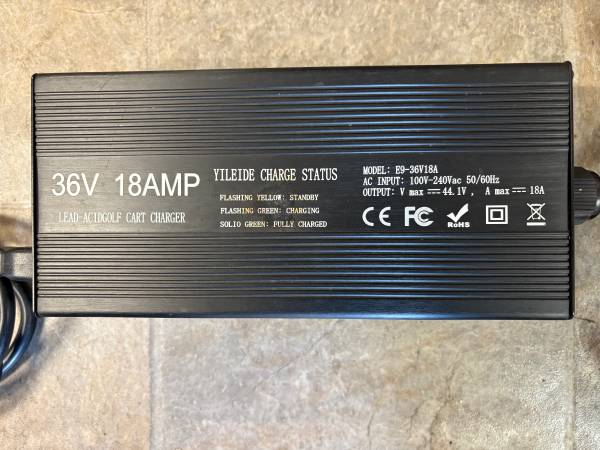 36V 18AMP
LEAD-ACIDGOLF CART CHARGER
YILEIDE CHARGE STATUS
FLASHING YELLOW: STANDBY
FLASHING GREEN: CHARGING
SOLIO GREEN: FULLY CHARGED
MODEL: E9-36V18A
AC INPUT: 100V-240Vac 50/60Hz
OUTPUT: V max ⎓ 44.1V, A max ⎓ 18A
CE FC RoHS